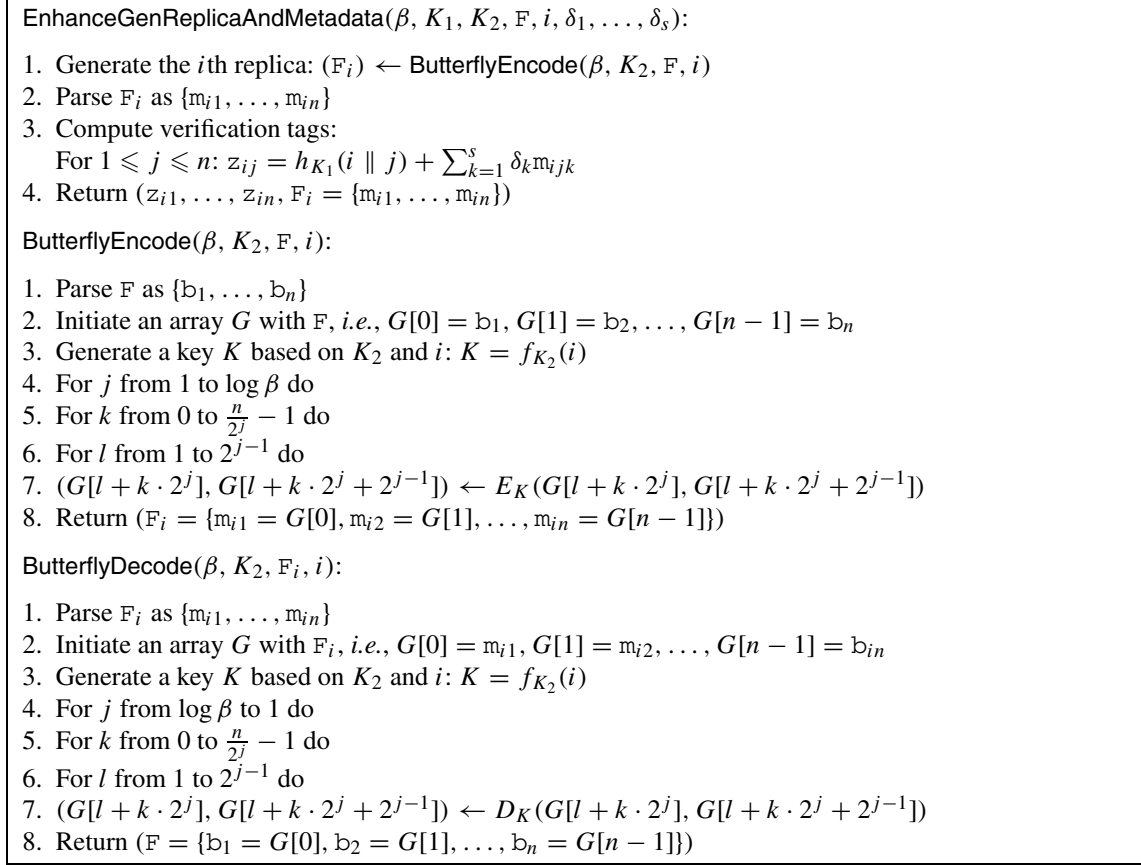 EnhanceGenReplicaAndMetadata(β, K₁, K₂, F, i, δ₁, . . . , δₛ):
1. Generate the ith replica: (Fᵢ) ← ButterflyEncode(β, K₂, F, i)
2. Parse Fᵢ as {mᵢ₁, . . . , mᵢₙ}
3. Compute verification tags:
For 1 ⩽ j ⩽ n: zᵢⱼ = h_{K₁}(i ∥ j) + ∑_{k=1}^{s} δₖmᵢⱼₖ
4. Return (zᵢ₁, . . . , zᵢₙ, Fᵢ = {mᵢ₁, . . . , mᵢₙ})
ButterflyEncode(β, K₂, F, i):
1. Parse F as {b₁, . . . , bₙ}
2. Initiate an array G with F, i.e., G[0] = b₁, G[1] = b₂, . . . , G[n − 1] = bₙ
3. Generate a key K based on K₂ and i: K = f_{K₂}(i)
4. For j from 1 to log β do
5. For k from 0 to n/2ʲ − 1 do
6. For l from 1 to 2ʲ⁻¹ do
7. (G[l + k · 2ʲ], G[l + k · 2ʲ + 2ʲ⁻¹]) ← E_K(G[l + k · 2ʲ], G[l + k · 2ʲ + 2ʲ⁻¹])
8. Return (Fᵢ = {mᵢ₁ = G[0], mᵢ₂ = G[1], . . . , mᵢₙ = G[n − 1]})
ButterflyDecode(β, K₂, Fᵢ, i):
1. Parse Fᵢ as {mᵢ₁, . . . , mᵢₙ}
2. Initiate an array G with Fᵢ, i.e., G[0] = mᵢ₁, G[1] = mᵢ₂, . . . , G[n − 1] = bᵢₙ
3. Generate a key K based on K₂ and i: K = f_{K₂}(i)
4. For j from log β to 1 do
5. For k from 0 to n/2ʲ − 1 do
6. For l from 1 to 2ʲ⁻¹ do
7. (G[l + k · 2ʲ], G[l + k · 2ʲ + 2ʲ⁻¹]) ← D_K(G[l + k · 2ʲ], G[l + k · 2ʲ + 2ʲ⁻¹])
8. Return (F = {b₁ = G[0], b₂ = G[1], . . . , bₙ = G[n − 1]})